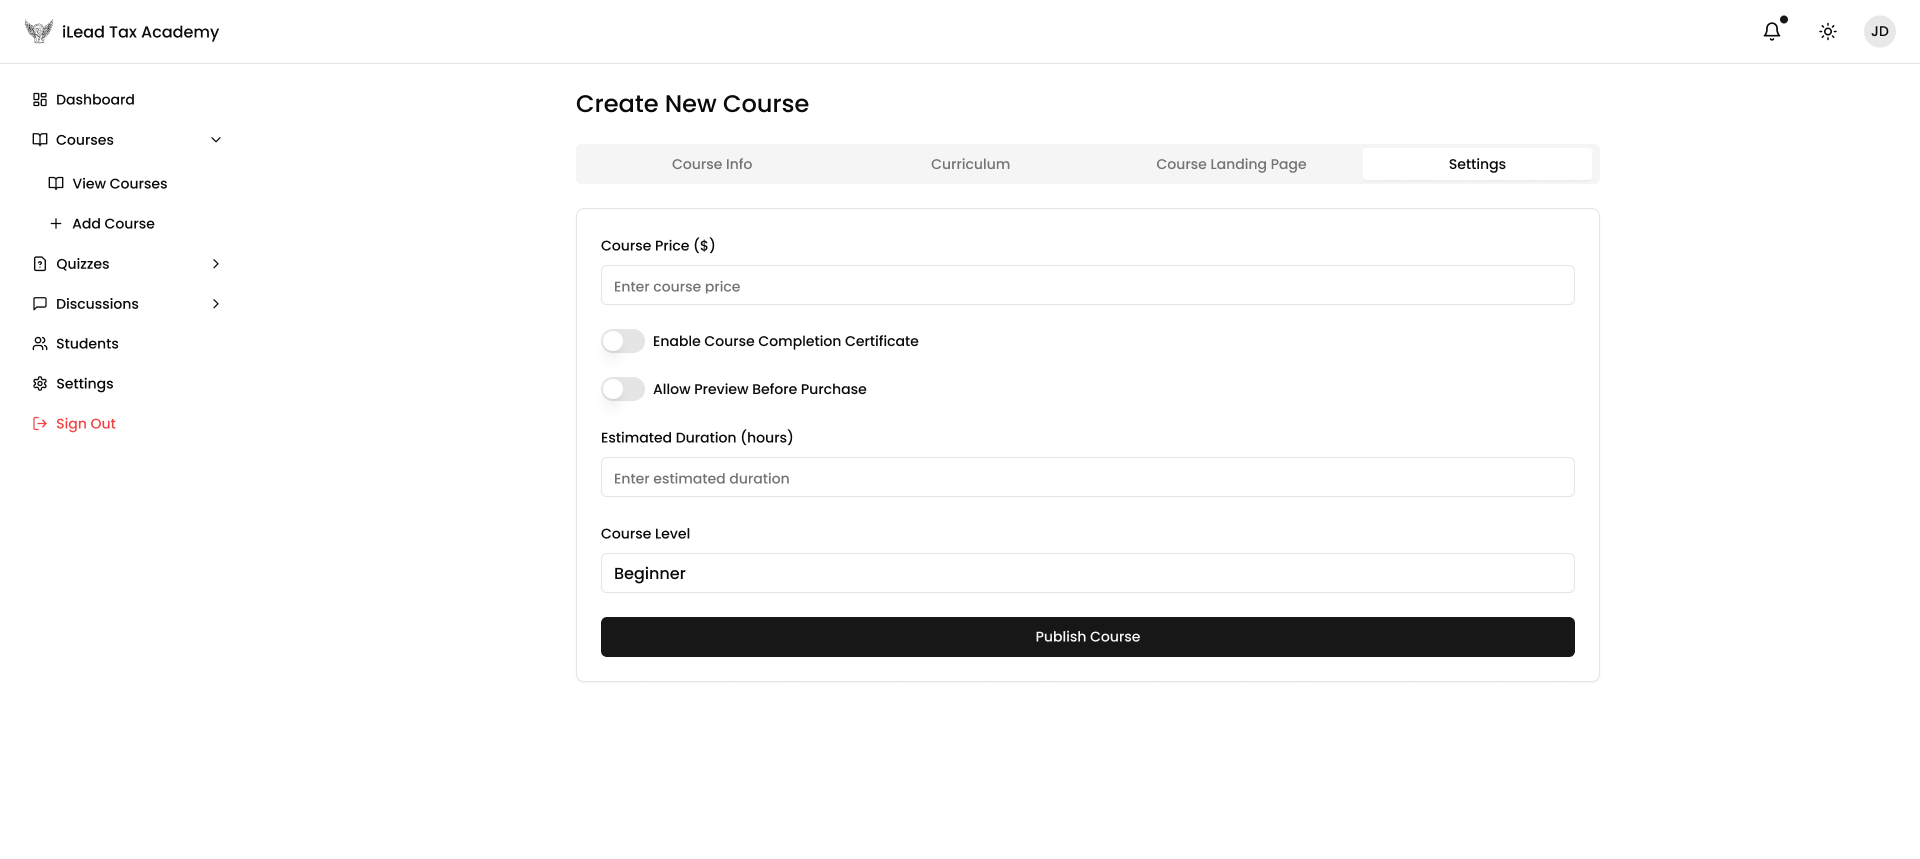 iLead Tax Academy
JD
Dashboard
Courses
View Courses
Add Course
Quizzes
Discussions
Students
Settings
Sign Out
Create New Course
Course Info
Curriculum
Course Landing Page
Settings
Course Price ($)
Enter course price
Enable Course Completion Certificate
Allow Preview Before Purchase
Estimated Duration (hours)
Enter estimated duration
Course Level
Beginner
Publish Course